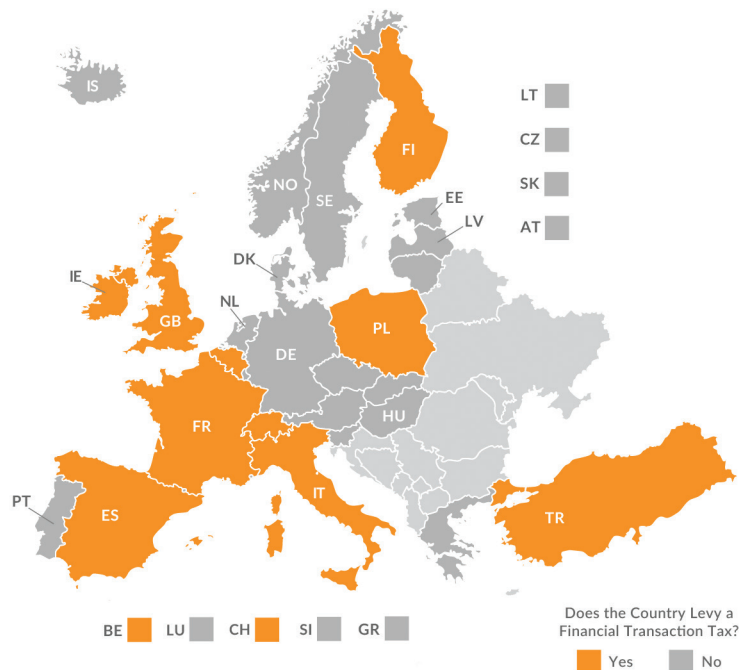 IS
LT
CZ
SK
AT
FI
NO
SE
EE
LV
DK
IE
NL
GB
PL
DE
HU
FR
PT
ES
IT
TR
BE
LU
CH
SI
GR
Does the Country Levy a
Financial Transaction Tax?
Yes
No